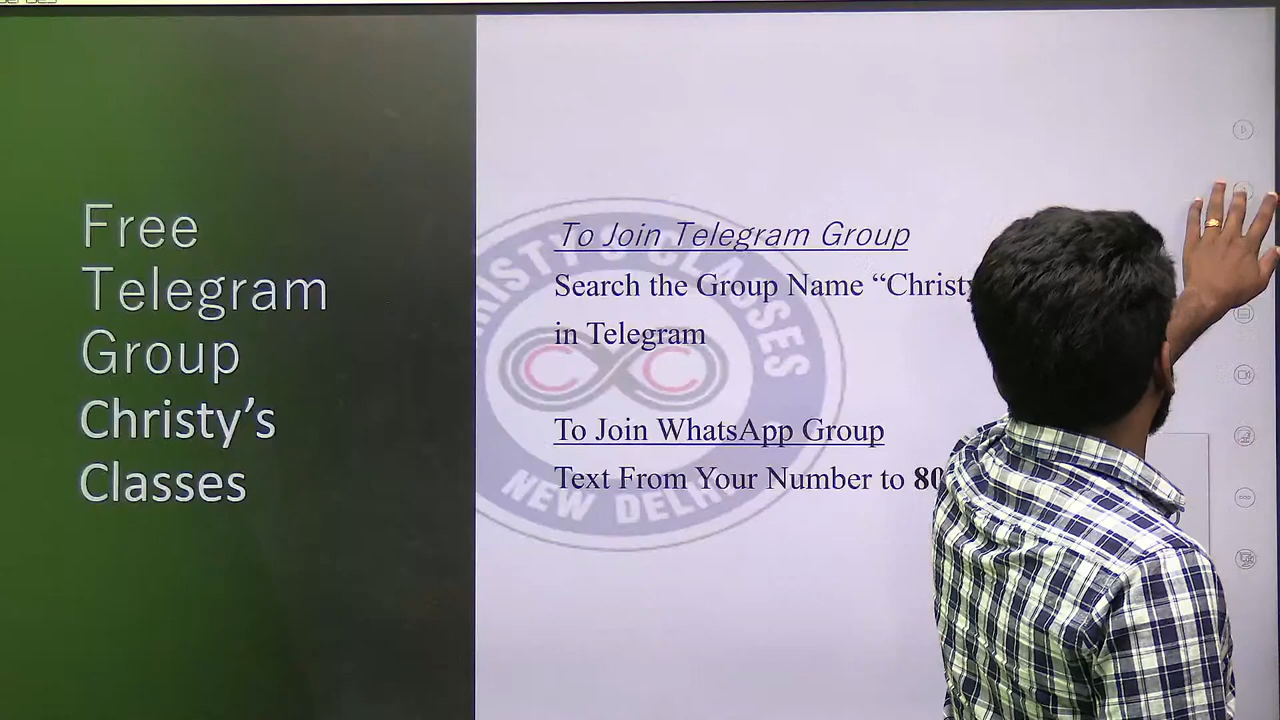 Free
Telegram
Group
Christy’s
Classes
To Join Telegram Group
Search the Group Name “Christy
in Telegram
To Join WhatsApp Group
Text From Your Number to 80
CHRISTY'S CLASSES
CC
NEW DELHI